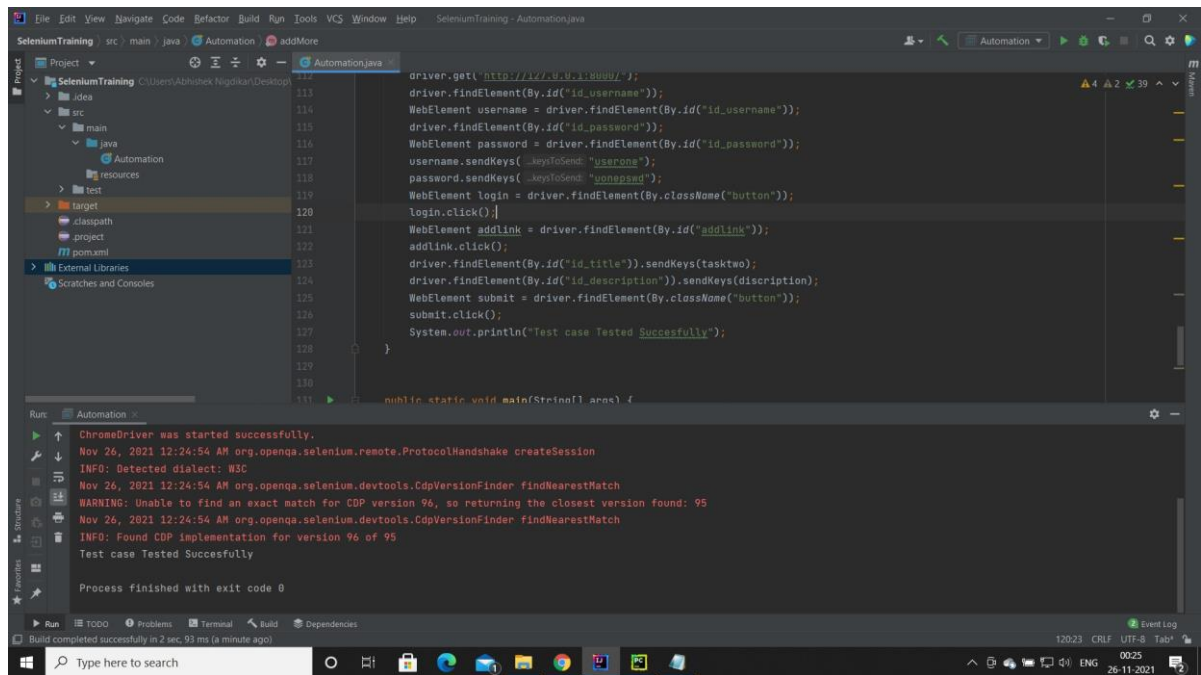 File Edit View Navigate Code Refactor Build Run Tools VCS Window Help SeleniumTraining - Automation.java
SeleniumTraining src main java Automation addMore
Automation
Project
Automation.java
SeleniumTraining C:\Users\Abhishek Nigdikar\Desktop\
.idea
src
main
java
Automation
resources
test
target
.classpath
.project
pom.xml
External Libraries
Scratches and Consoles
112 driver.get("http://127.0.0.1:8000/");
113 driver.findElement(By.id("id_username"));
114 WebElement username = driver.findElement(By.id("id_username"));
115 driver.findElement(By.id("id_password"));
116 WebElement password = driver.findElement(By.id("id_password"));
117 username.sendKeys( ...keysToSend: "userone");
118 password.sendKeys( ...keysToSend: "uonepswd");
119 WebElement login = driver.findElement(By.className("button"));
120 login.click();
121 WebElement addlink = driver.findElement(By.id("addlink"));
122 addlink.click();
123 driver.findElement(By.id("id_title")).sendKeys(tasktwo);
124 driver.findElement(By.id("id_description")).sendKeys(discription);
125 WebElement submit = driver.findElement(By.className("button"));
126 submit.click();
127 System.out.println("Test case Tested Succesfully");
128 }
129
130
131 public static void main(String[] args) {
4 2 39
Project
Maven
Structure
Favorites
Run: Automation
ChromeDriver was started successfully.
Nov 26, 2021 12:24:54 AM org.openqa.selenium.remote.ProtocolHandshake createSession
INFO: Detected dialect: W3C
Nov 26, 2021 12:24:54 AM org.openqa.selenium.devtools.CdpVersionFinder findNearestMatch
WARNING: Unable to find an exact match for CDP version 96, so returning the closest version found: 95
Nov 26, 2021 12:24:54 AM org.openqa.selenium.devtools.CdpVersionFinder findNearestMatch
INFO: Found CDP implementation for version 96 of 95
Test case Tested Succesfully
Process finished with exit code 0
Run TODO Problems Terminal Build Dependencies Event Log
Build completed successfully in 2 sec, 93 ms (a minute ago) 120:23 CRLF UTF-8 Tab*
Type here to search
ENG
00:25
26-11-2021
2